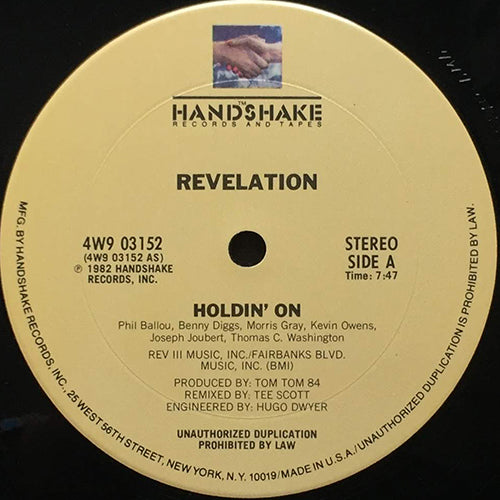 HANDSHAKE™
RECORDS AND TAPES
REVELATION
4W9 03152
(4W9 03152 AS)
℗ 1982 HANDSHAKE
RECORDS, INC.
STEREO
SIDE A
Time: 7:47
HOLDIN' ON
Phil Ballou, Benny Diggs, Morris Gray, Kevin Owens,
Joseph Joubert, Thomas C. Washington
REV III MUSIC, INC./FAIRBANKS BLVD.
MUSIC, INC. (BMI)
PRODUCED BY: TOM TOM 84
REMIXED BY: TEE SCOTT
ENGINEERED BY: HUGO DWYER
UNAUTHORIZED DUPLICATION
PROHIBITED BY LAW
MFG. BY HANDSHAKE RECORDS, INC., 25 WEST 56TH STREET, NEW YORK, N.Y. 10019/MADE IN U.S.A./UNAUTHORIZED DUPLICATION IS PROHIBITED BY LAW.